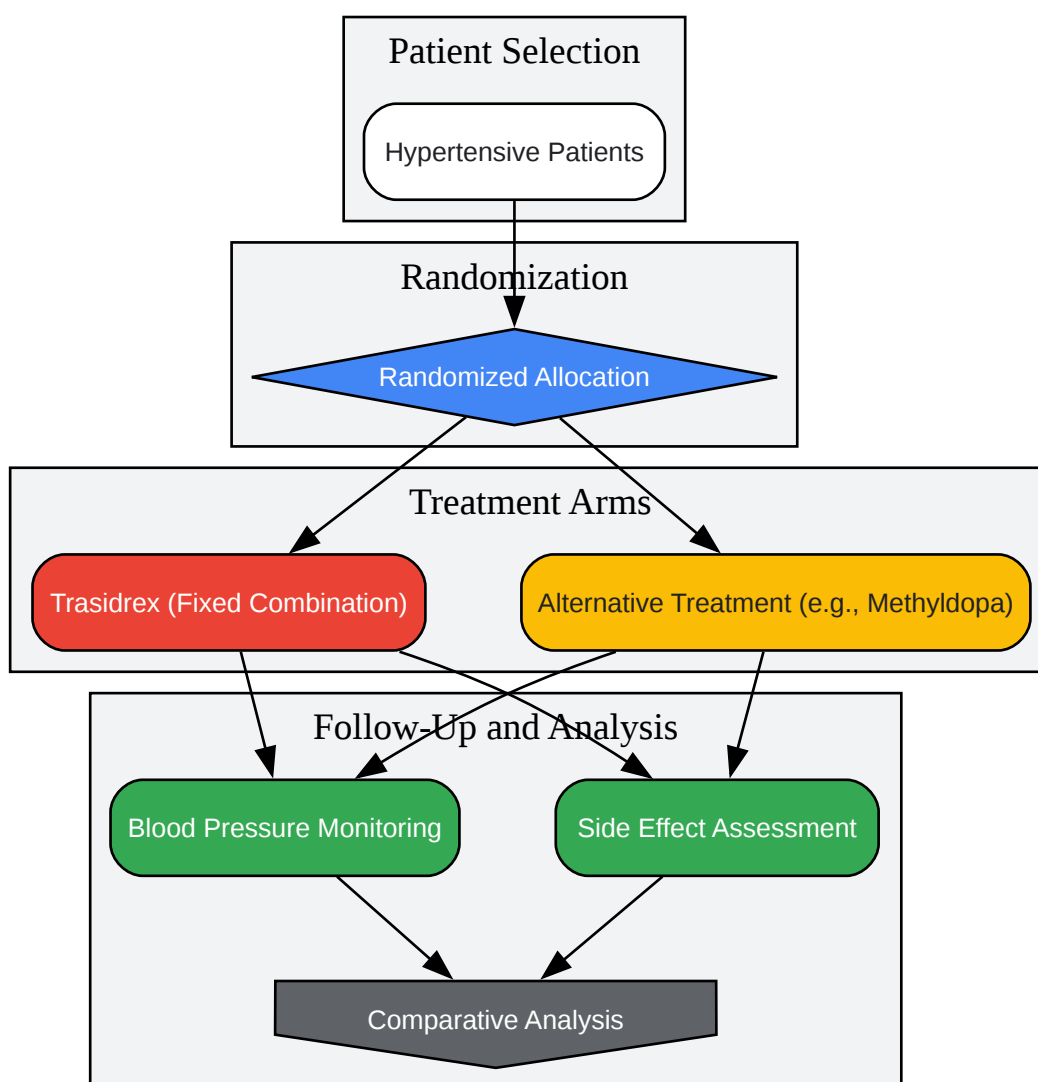 Patient Selection
Hypertensive Patients
Randomization
Randomized Allocation
Treatment Arms
Trasidrex (Fixed Combination)
Alternative Treatment (e.g., Methyldopa)
Follow-Up and Analysis
Blood Pressure Monitoring
Side Effect Assessment
Comparative Analysis